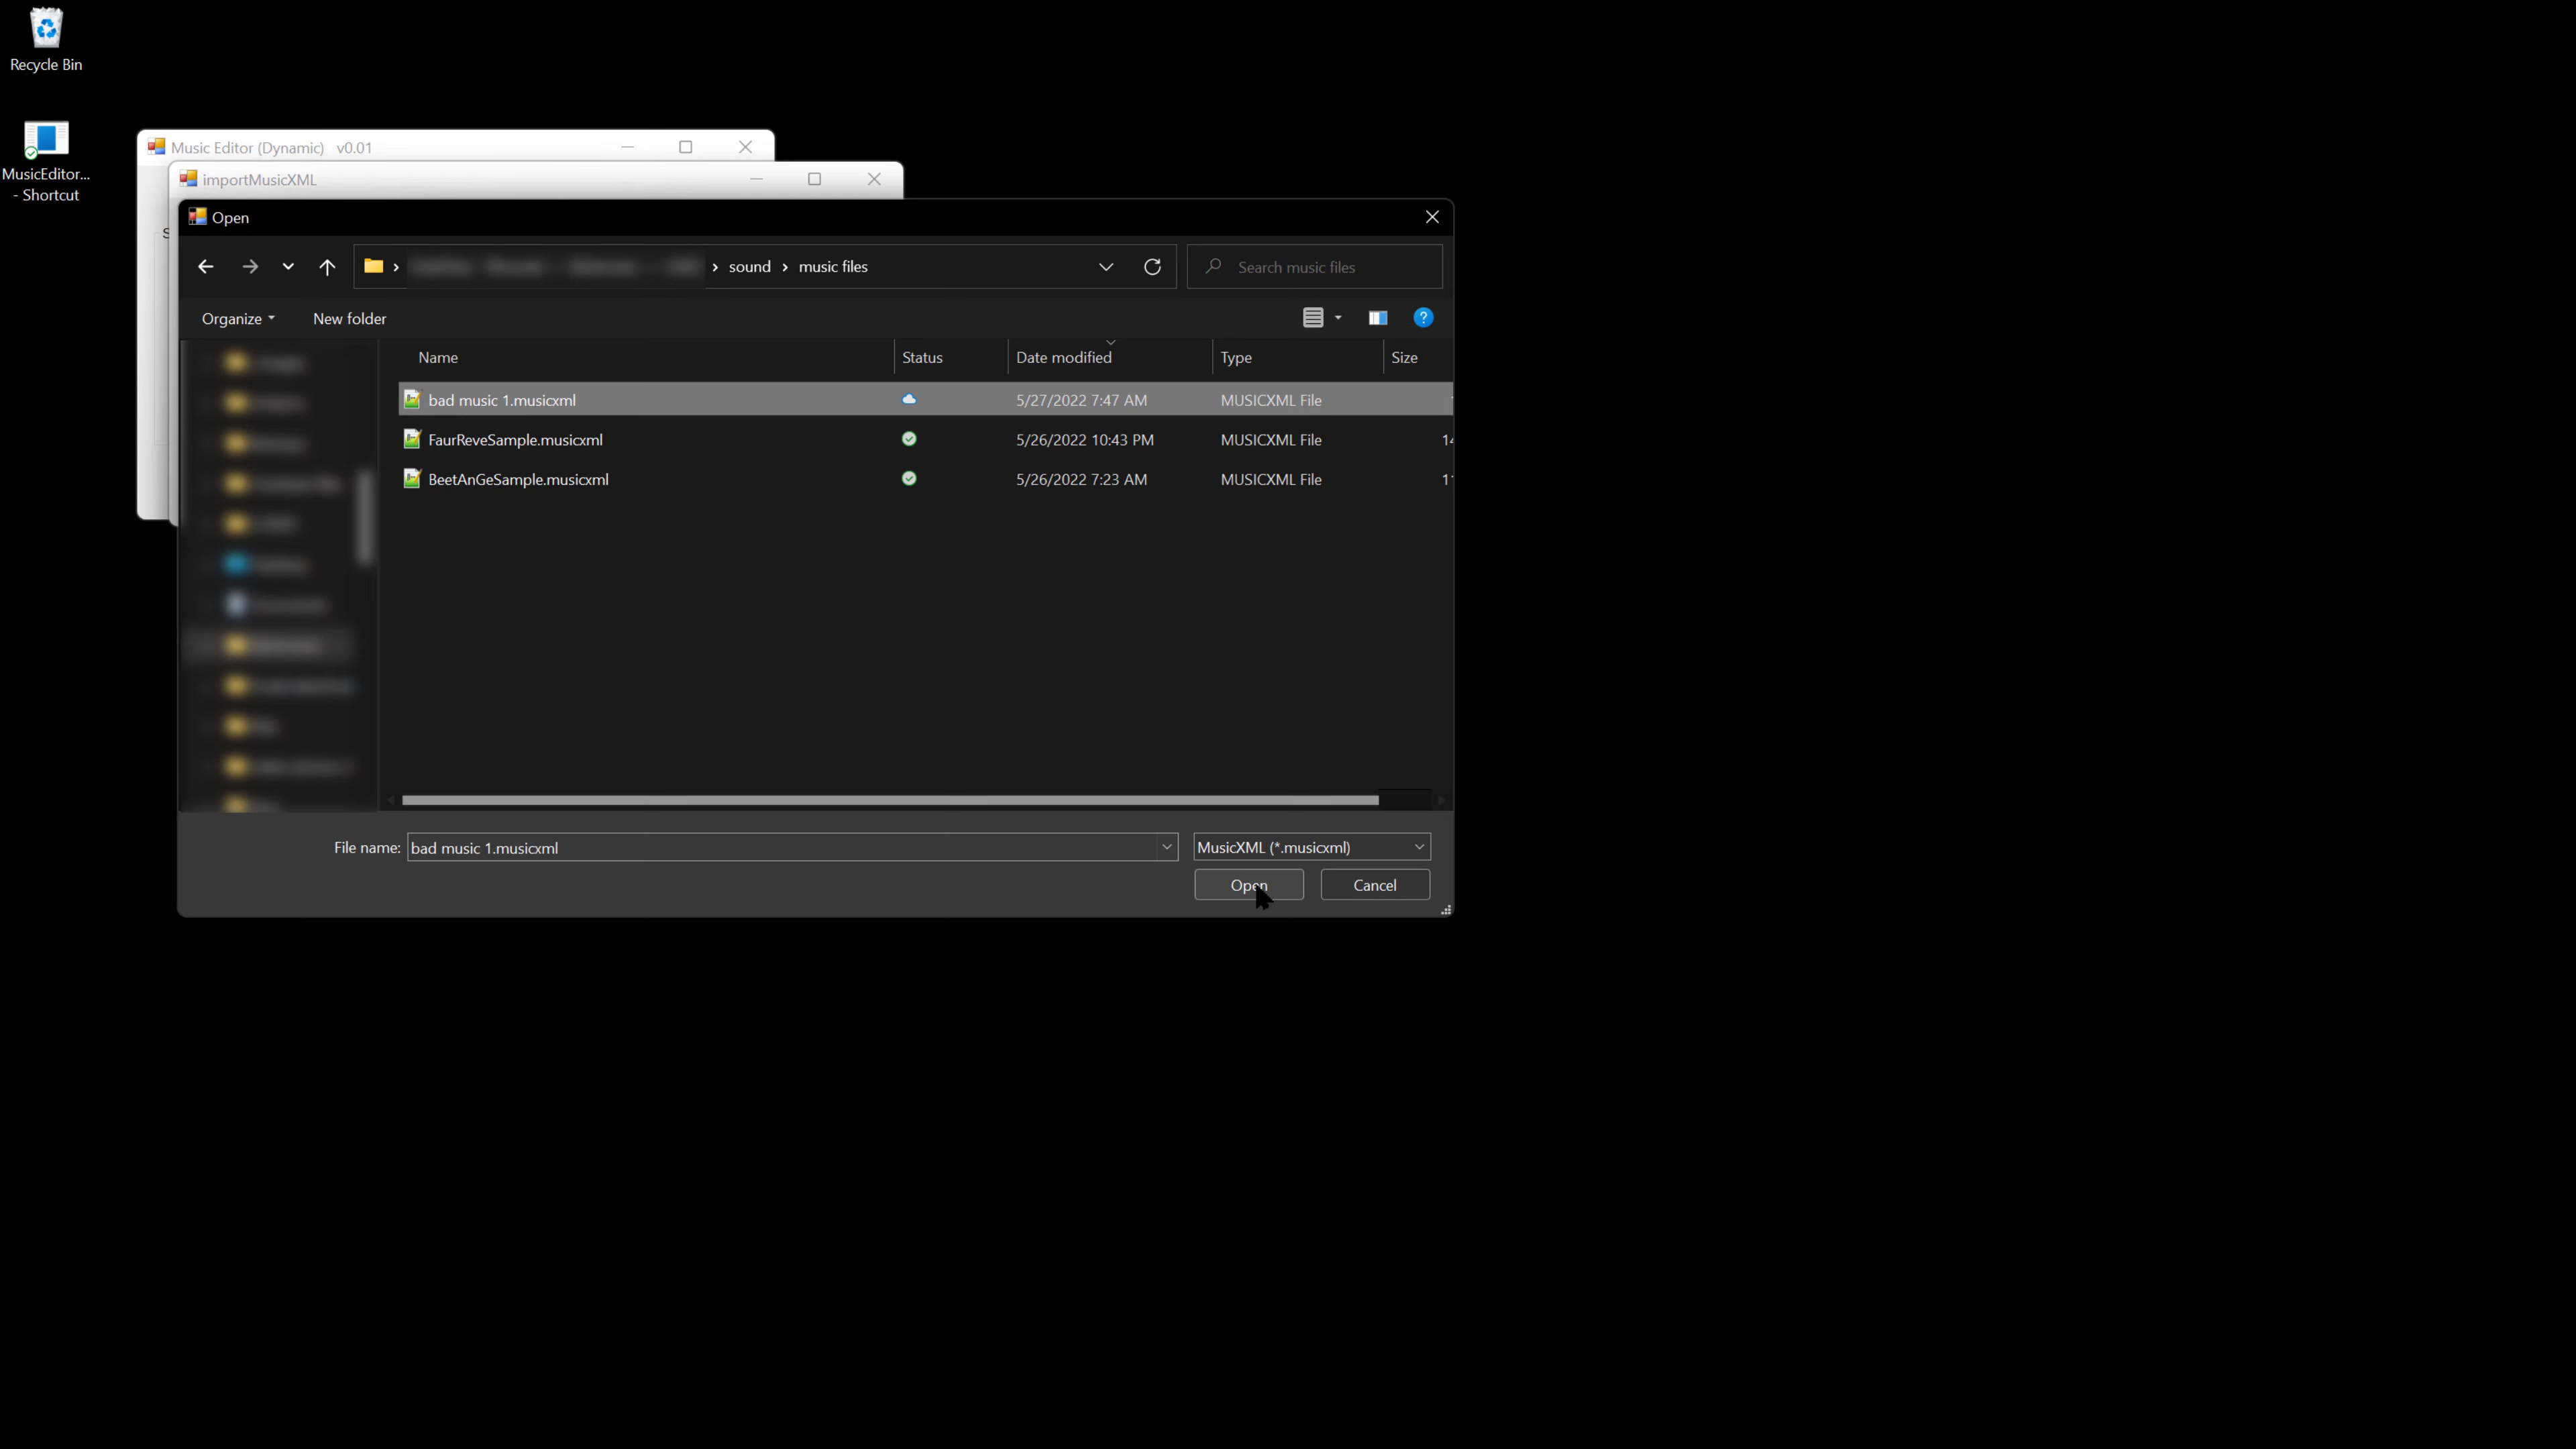 Recycle Bin
MusicEditor...
- Shortcut
Music Editor (Dynamic) v0.01
importMusicXML
S
Open
sound › music files
Search music files
Organize
New folder
Name Status Date modified Type Size
bad music 1.musicxml 5/27/2022 7:47 AM MUSICXML File
FaurReveSample.musicxml 5/26/2022 10:43 PM MUSICXML File 14
BeetAnGeSample.musicxml 5/26/2022 7:23 AM MUSICXML File 11
File name: bad music 1.musicxml MusicXML (*.musicxml)
Open Cancel